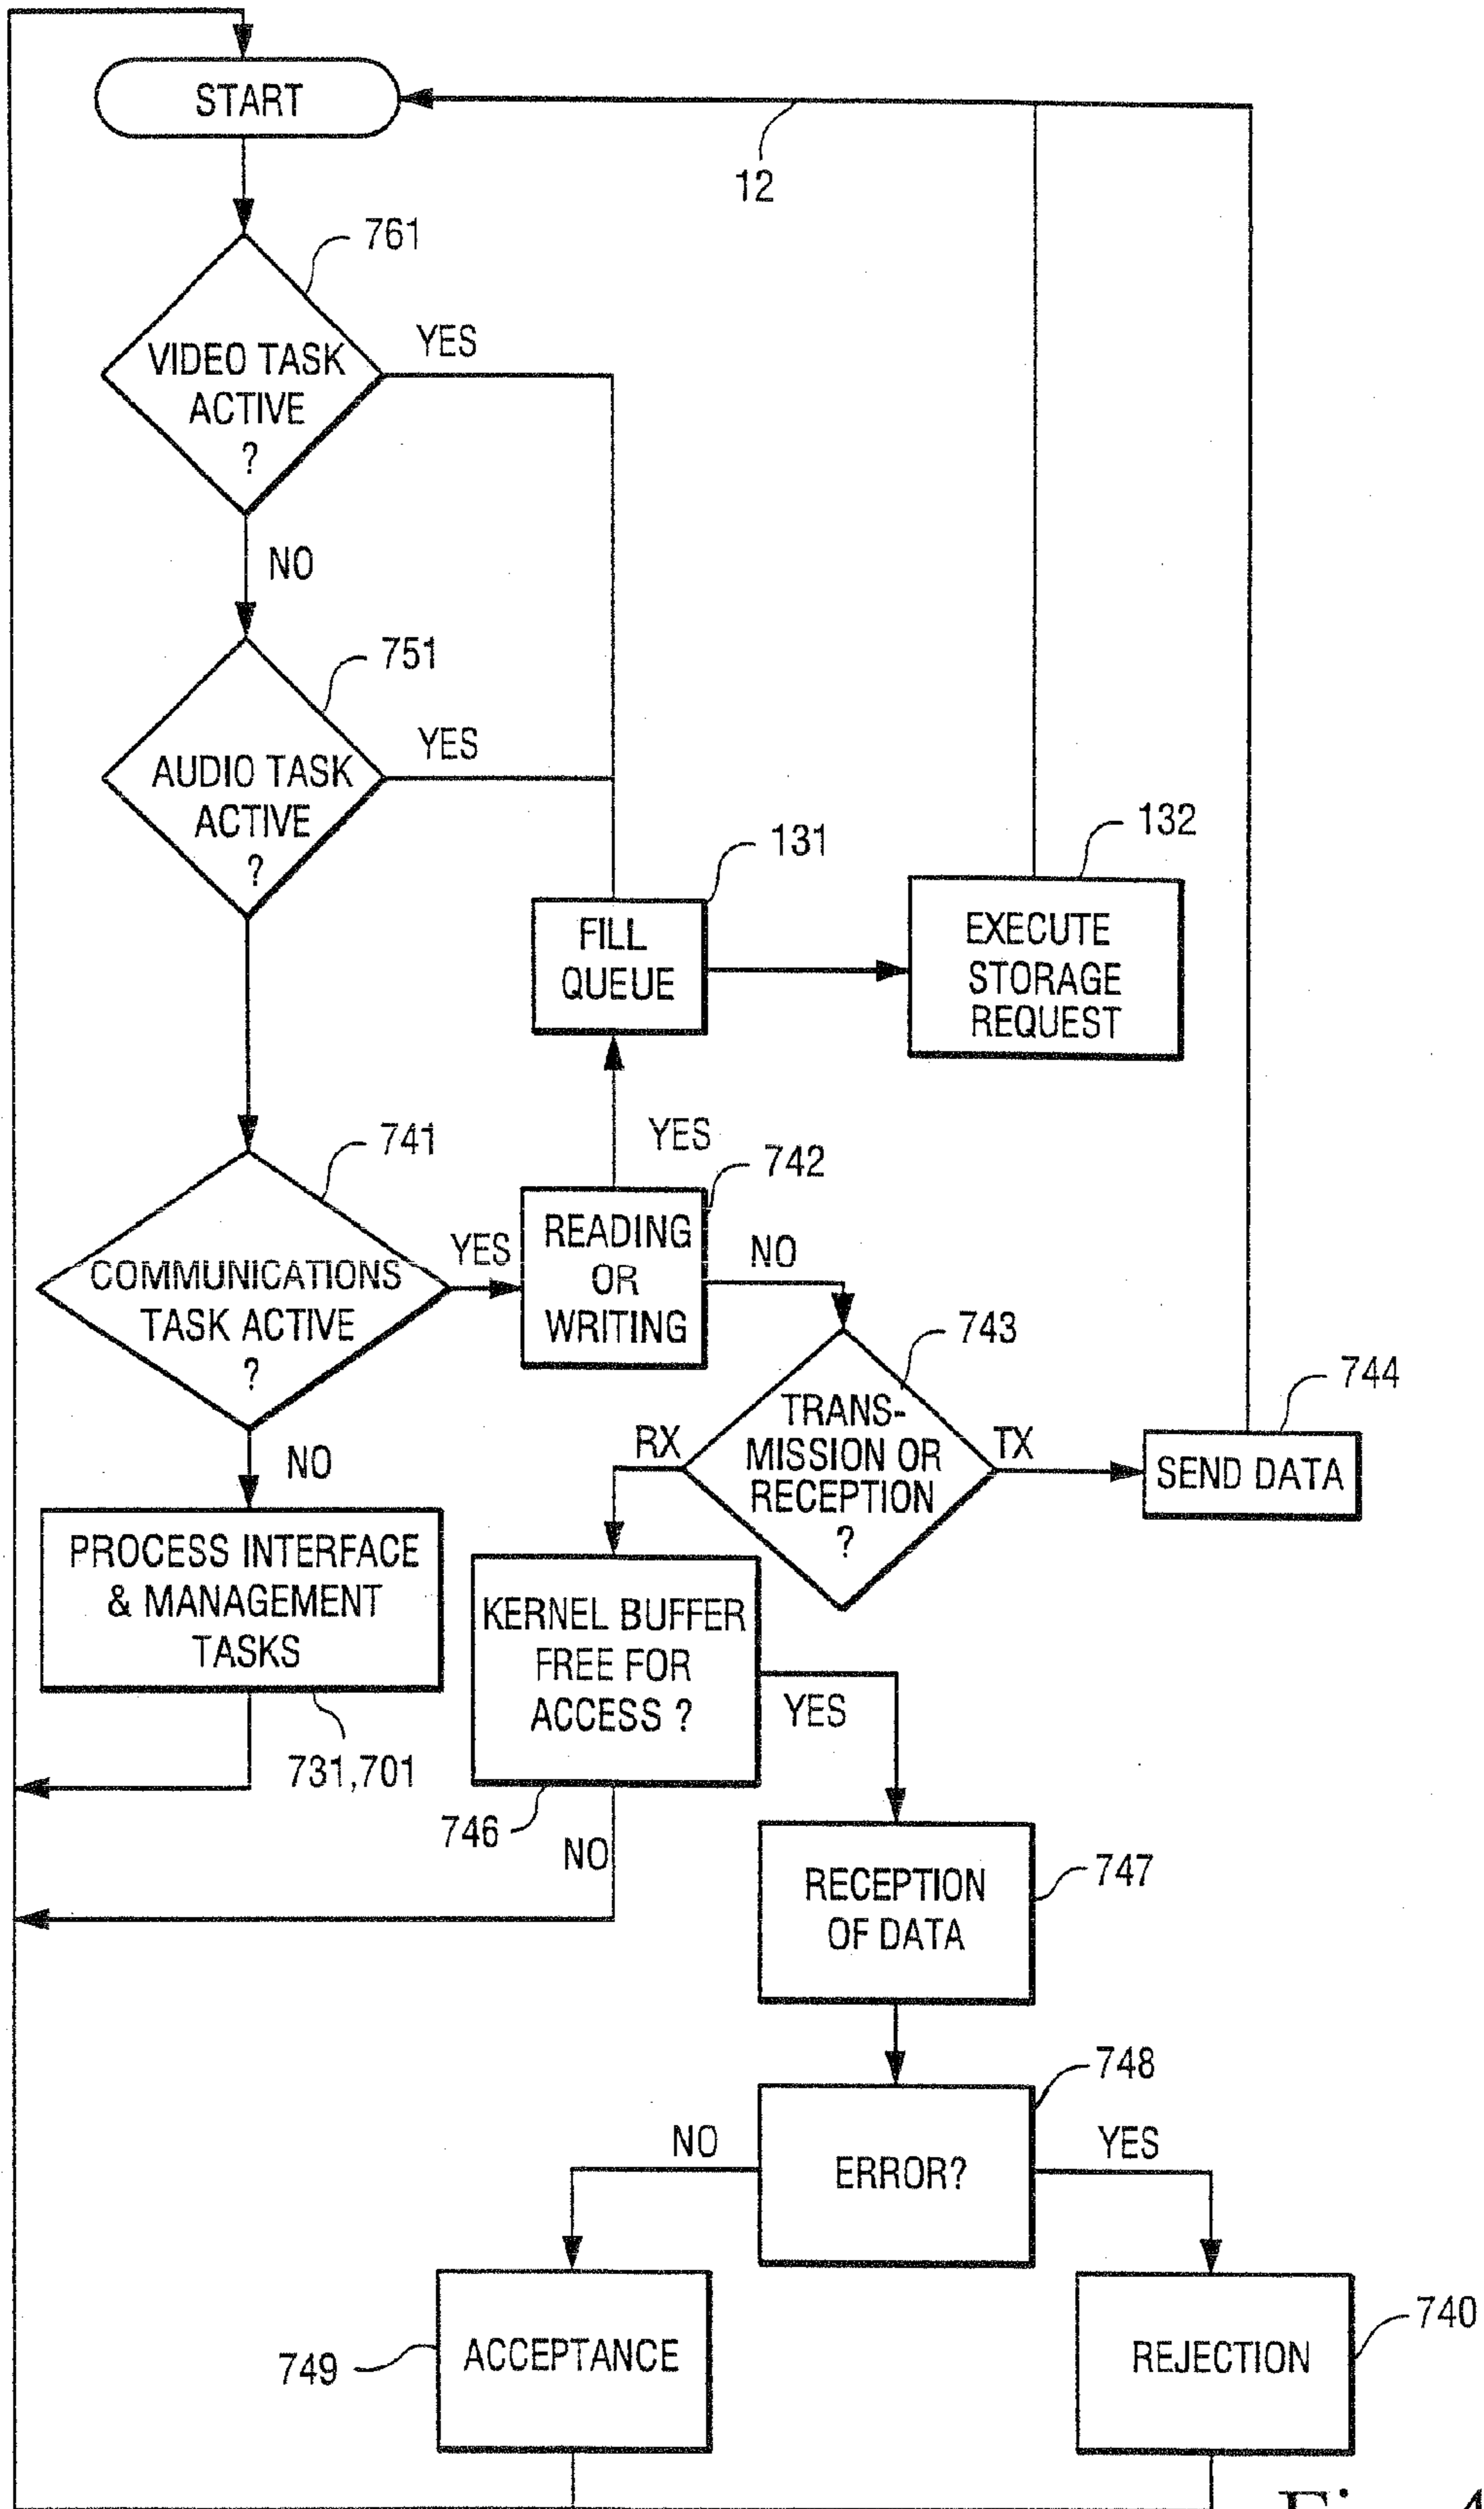 START
12
761
VIDEO TASK
ACTIVE
?
YES
NO
751
AUDIO TASK
ACTIVE
?
YES
131
FILL
QUEUE
132
EXECUTE
STORAGE
REQUEST
741
COMMUNICATIONS
TASK ACTIVE
?
YES
YES
742
READING
OR
WRITING
NO
743
TRANS-
MISSION OR
RECEPTION
?
RX
TX
744
SEND DATA
NO
PROCESS INTERFACE
& MANAGEMENT
TASKS
731,701
KERNEL BUFFER
FREE FOR
ACCESS ?
YES
746
NO
RECEPTION
OF DATA
747
748
ERROR?
NO
YES
749
ACCEPTANCE
REJECTION
740